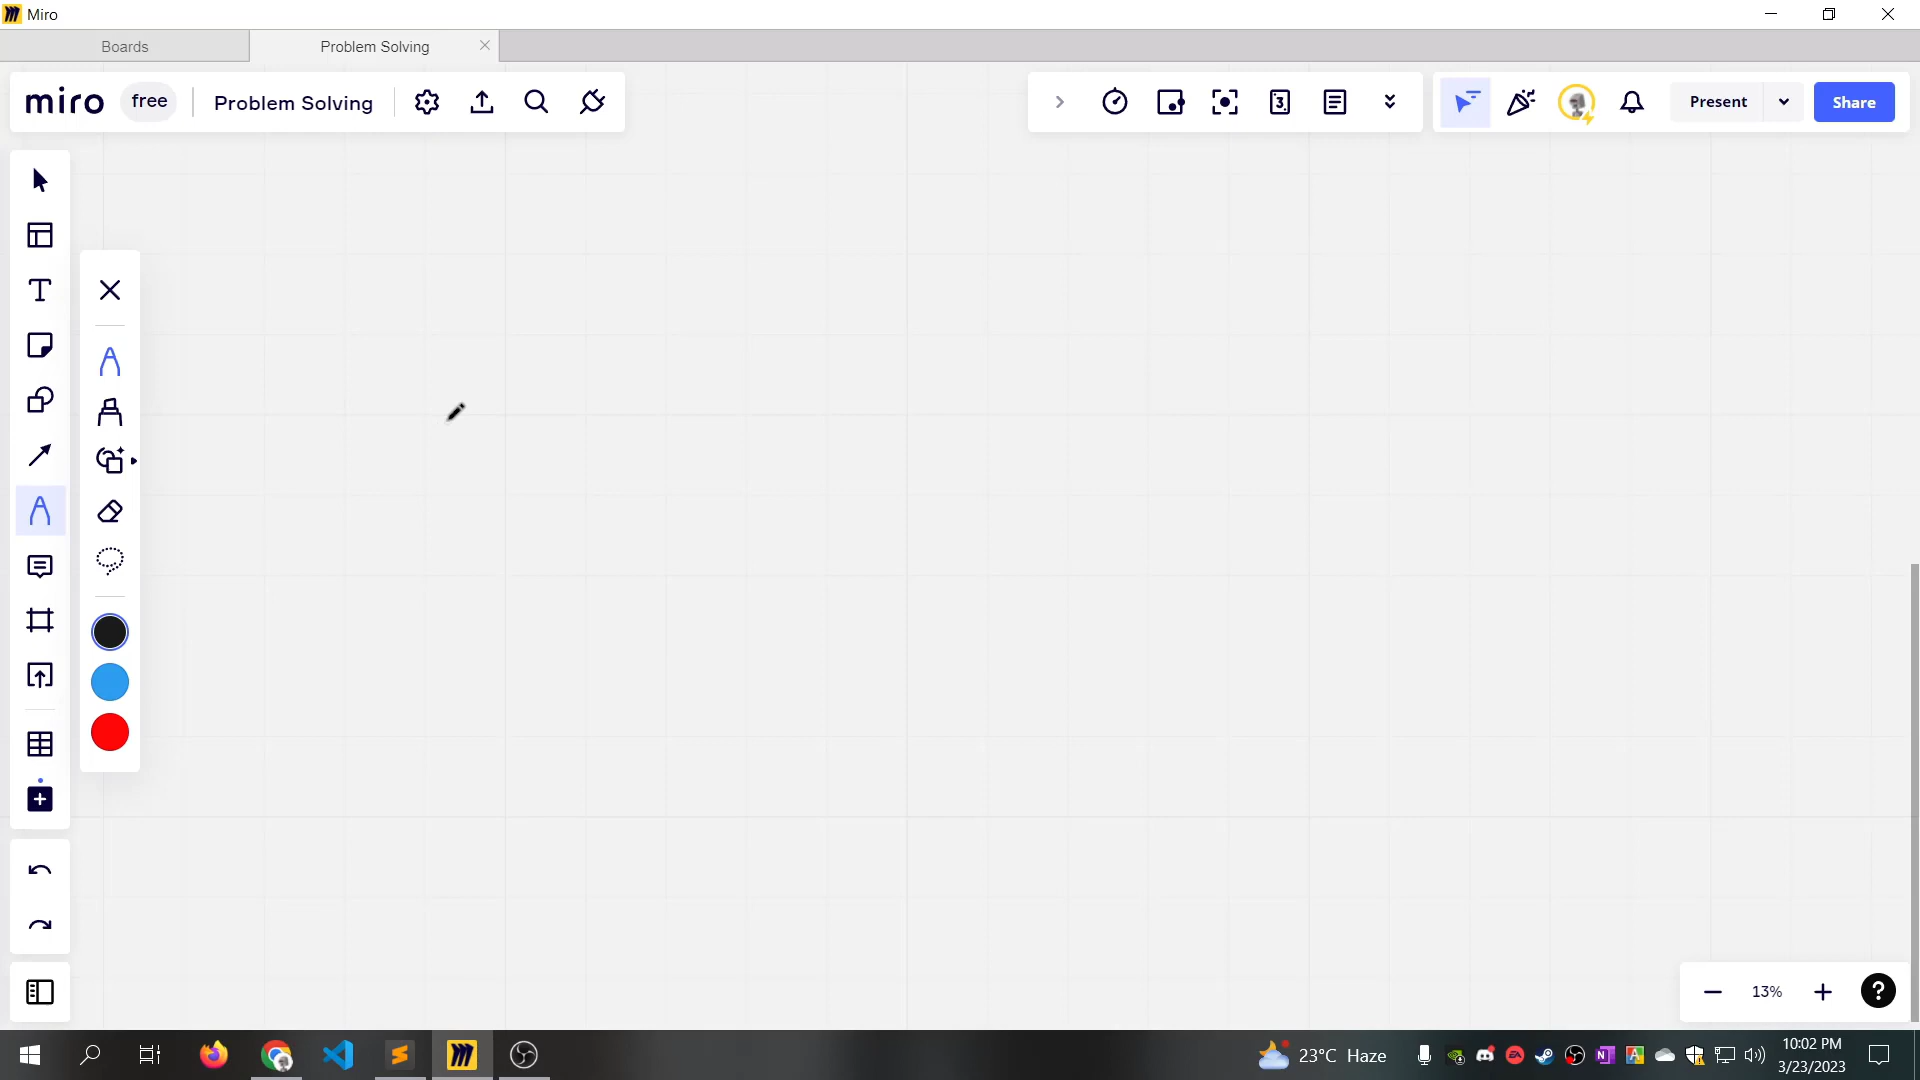 Miro
Boards
Problem Solving
miro
free
Problem Solving
3
Present
Share
T
13%
?
23°C Haze
10:02 PM
3/23/2023